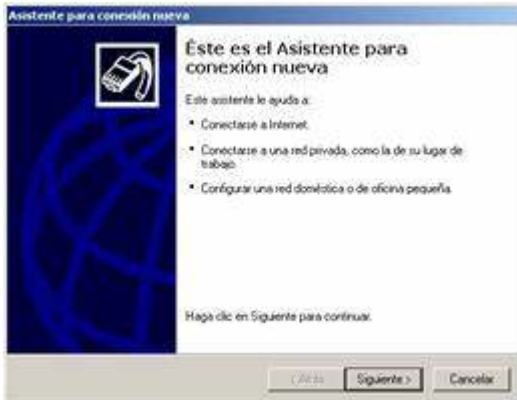 Asistente para conexión nueva
Éste es el Asistente para
conexión nueva
Este asistente le ayuda a:
• Conectarse a Internet.
• Conectarse a una red privada, como la de su lugar de
trabajo.
• Configurar una red doméstica o de oficina pequeña.
Haga clic en Siguiente para continuar.
< Atrás Siguiente > Cancelar